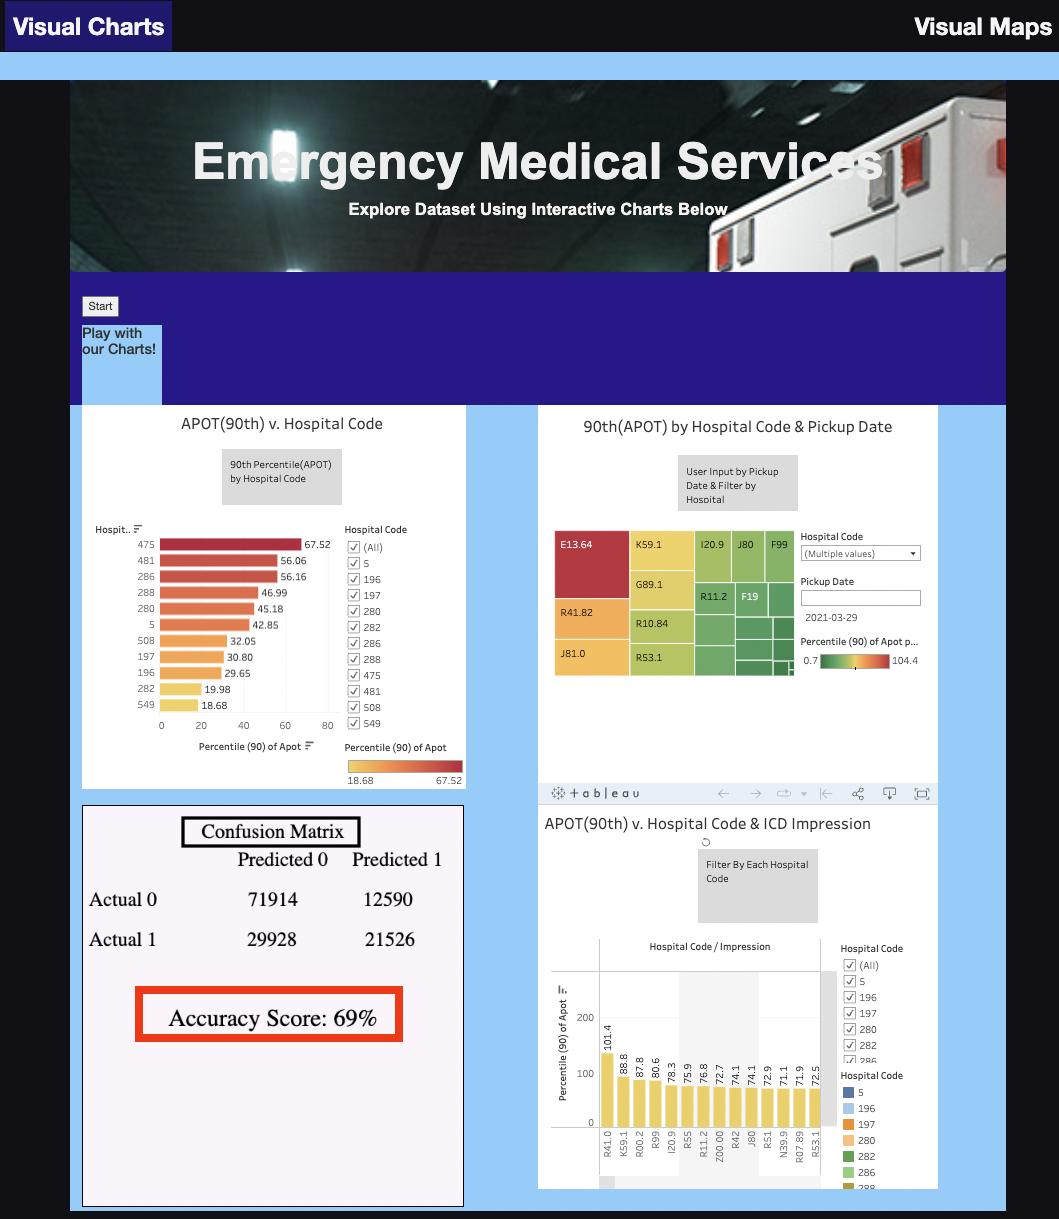 Visual Charts
Visual Maps
Emergency Medical Services
Explore Dataset Using Interactive Charts Below
Start
Play with
our Charts!
APOT(90th) v. Hospital Code
90th Percentile(APOT)
by Hospital Code
Hospit..
475 67.52
481 56.06
286 56.16
288 46.99
280 45.18
5 42.85
508 32.05
197 30.80
196 29.65
282 19.98
549 18.68
0 20 40 60 80
Percentile (90) of Apot
Hospital Code
(All)
5
196
197
280
282
286
288
475
481
508
549
Percentile (90) of Apot
18.68 67.52
90th(APOT) by Hospital Code & Pickup Date
User Input by Pickup
Date & Filter by
Hospital
E13.64
R41.82
J81.0
K59.1
G89.1
R10.84
R53.1
I20.9
J80
F99
R11.2
F19
Hospital Code
(Multiple values)
Pickup Date
2021-03-29
Percentile (90) of Apot p...
0.7 104.4
+ableau
Confusion Matrix
Predicted 0 Predicted 1
Actual 0 71914 12590
Actual 1 29928 21526
Accuracy Score: 69%
APOT(90th) v. Hospital Code & ICD Impression
Filter By Each Hospital
Code
Hospital Code / Impression
Percentile (90) of Apot
200
100
0
101.4 88.8 87.8 80.6 78.3 75.9 76.8 72.7 74.1 74.1 72.9 71.1 71.9 72.5
R41.0 K59.1 R00.2 R99 I20.9 R55 R11.2 Z00.00 R42 J80 R51 N39.9 R07.89 R53.1
Hospital Code
(All)
5
196
197
280
282
286
Hospital Code
5
196
197
280
282
286
288